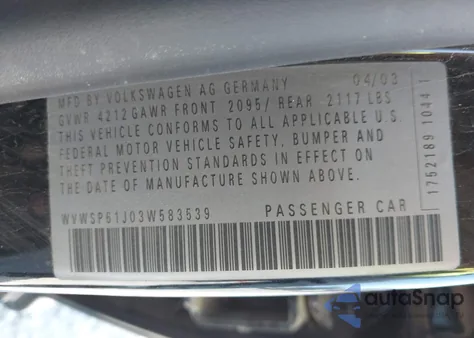 MFD BY VOLKSWAGEN AG GERMANY 04/03
GVWR 4212 GAWR FRONT 2095/ REAR 2117 LBS
THIS VEHICLE CONFORMS TO ALL APPLICABLE U.S.
FEDERAL MOTOR VEHICLE SAFETY, BUMPER AND
THEFT PREVENTION STANDARDS IN EFFECT ON
THE DATE OF MANUFACTURE SHOWN ABOVE.
WVWSP61J03W583539 PASSENGER CAR
1752189 1044 1
autoSnap